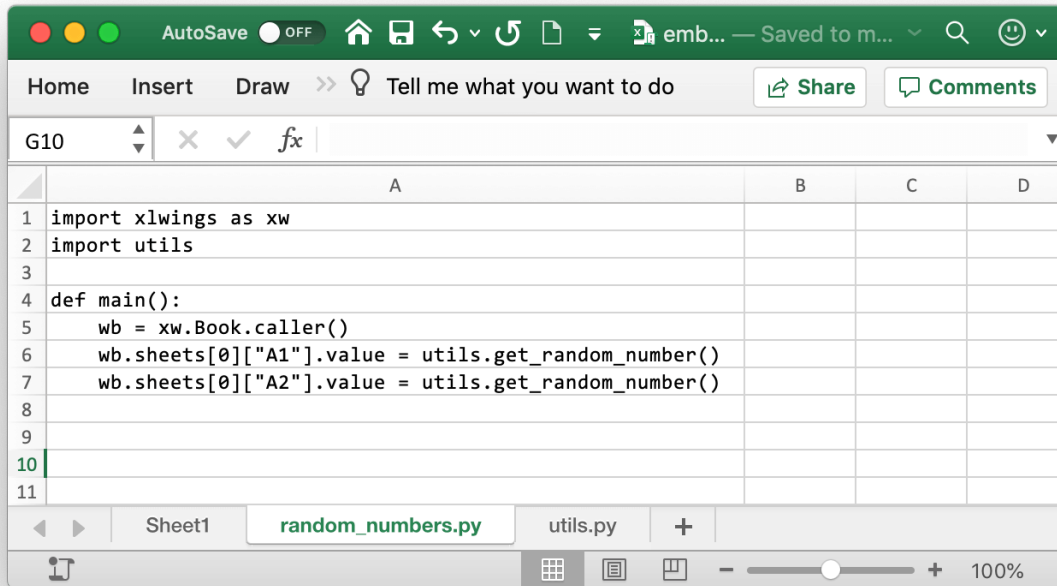 AutoSave OFF emb... — Saved to m...
Home Insert Draw >> Tell me what you want to do Share Comments
G10 fx
A B C D
1 import xlwings as xw
2 import utils
3
4 def main():
5     wb = xw.Book.caller()
6     wb.sheets[0]["A1"].value = utils.get_random_number()
7     wb.sheets[0]["A2"].value = utils.get_random_number()
8
9
10
11
Sheet1 random_numbers.py utils.py +
− + 100%